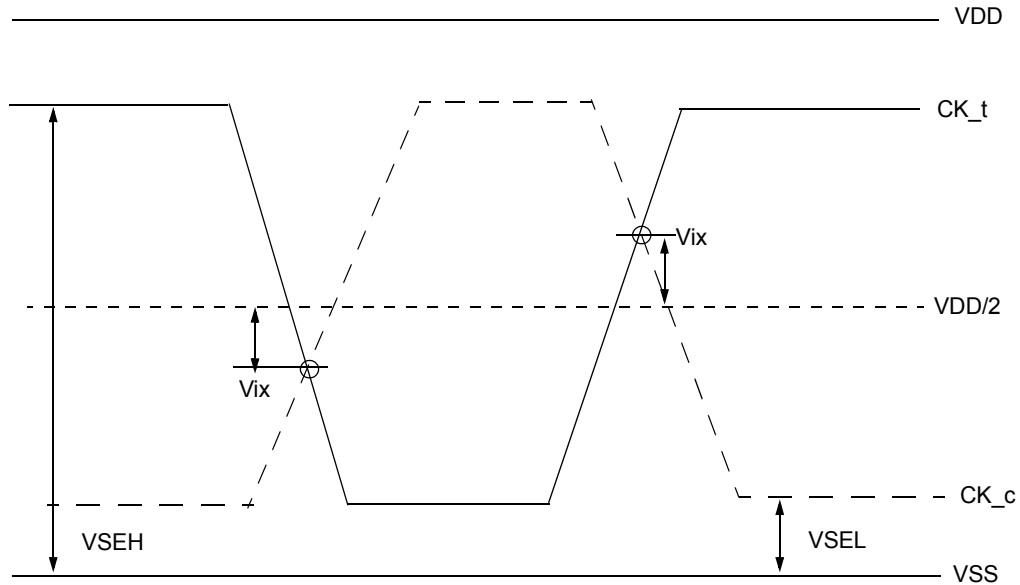 VDD
CK_t
Vix
VDD/2
Vix
CK_c
VSEH
VSEL
VSS